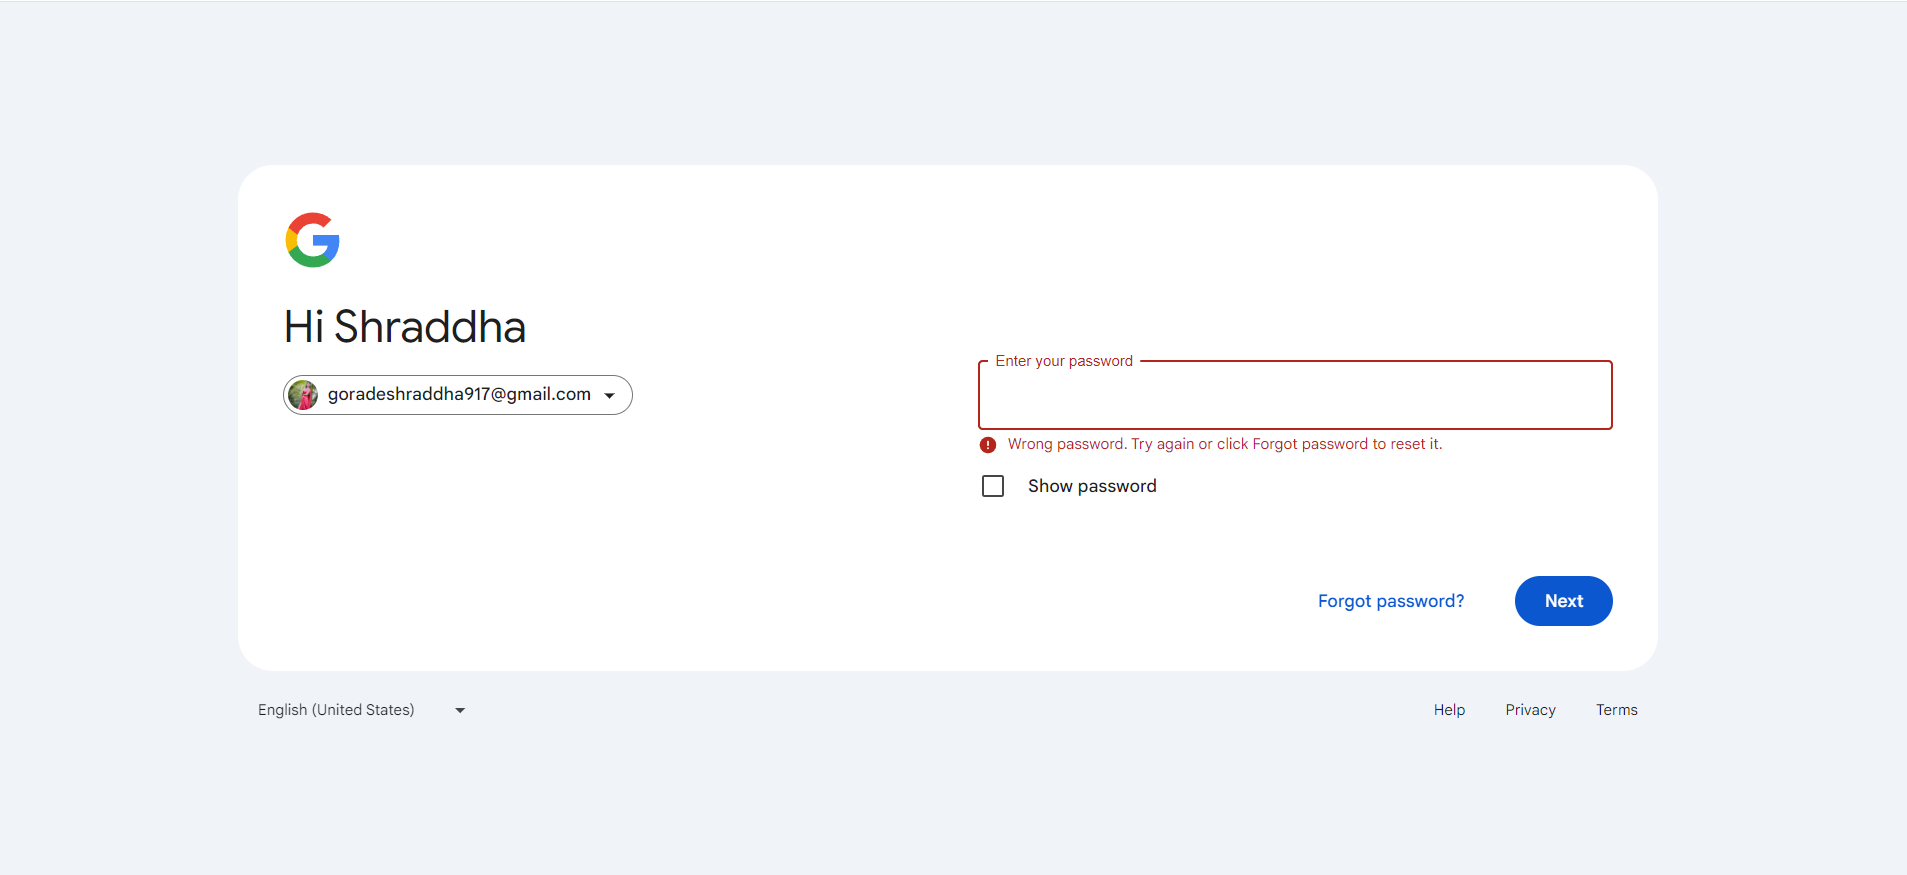 Hi Shraddha
goradeshraddha917@gmail.com
Enter your password
Wrong password. Try again or click Forgot password to reset it.
Show password
Forgot password?
Next
English (United States)
Help
Privacy
Terms